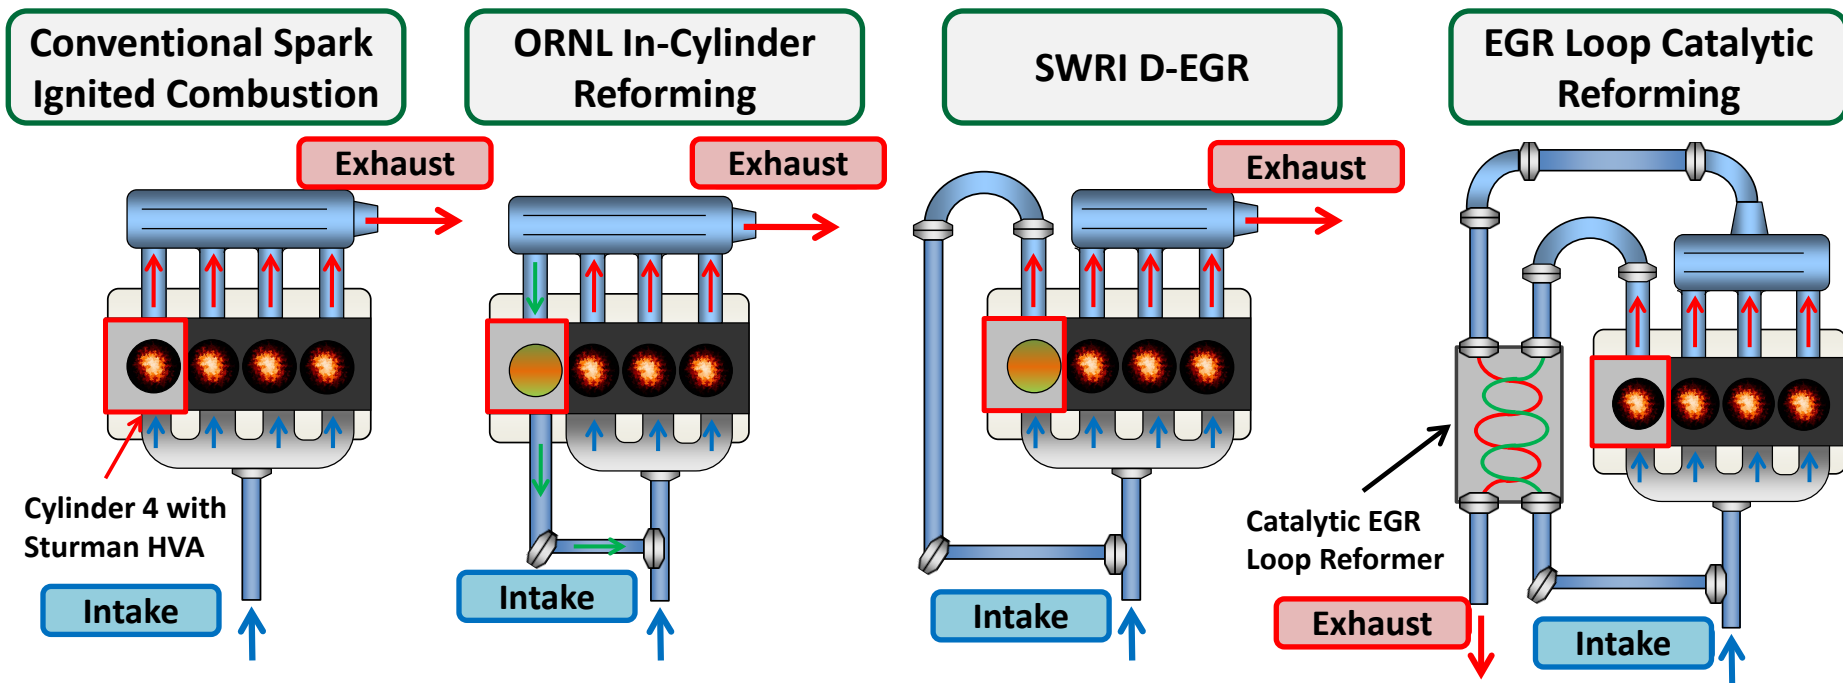 Conventional Spark
Ignited Combustion
ORNL In-Cylinder
Reforming
SWRI D-EGR
EGR Loop Catalytic
Reforming
Exhaust
Exhaust
Exhaust
Cylinder 4 with
Sturman HVA
Intake
Intake
Intake
Catalytic EGR
Loop Reformer
Exhaust
Intake